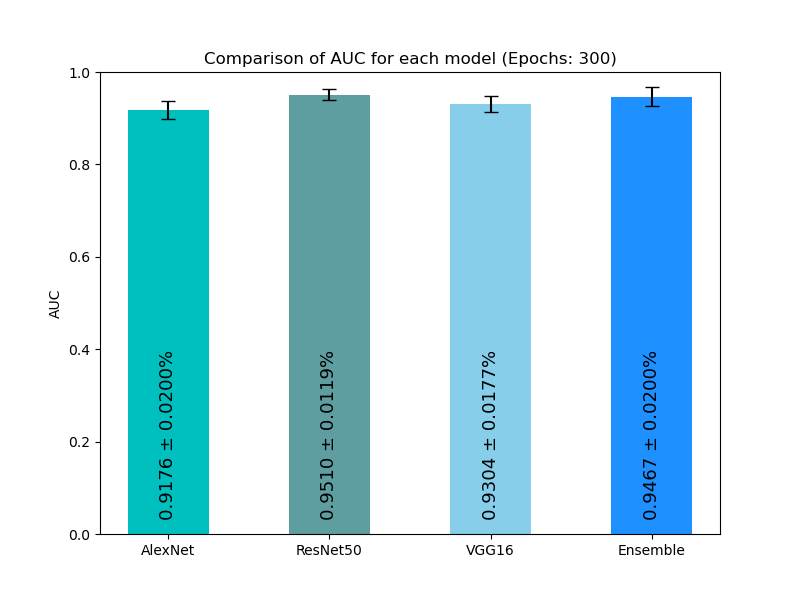 Comparison of AUC for each model (Epochs: 300)
1.0
0.8
0.6
0.4
0.2
0.0
AUC
0.9176 ± 0.0200%
0.9510 ± 0.0119%
0.9304 ± 0.0177%
0.9467 ± 0.0200%
AlexNet
ResNet50
VGG16
Ensemble